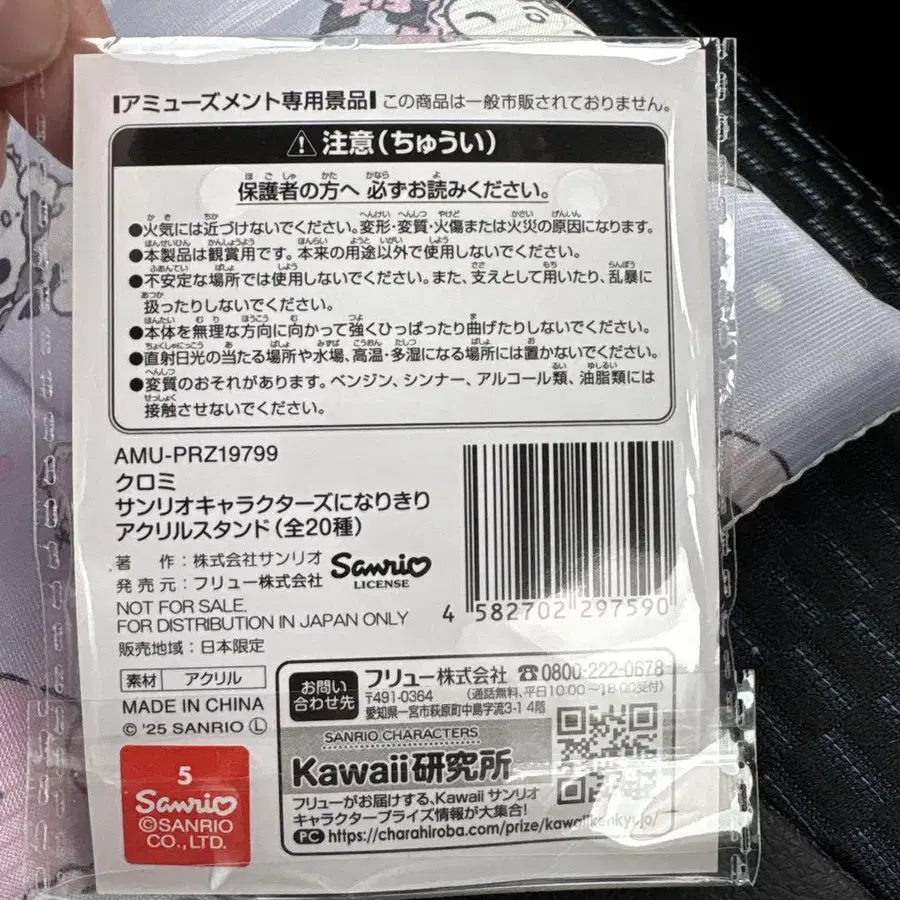 アミューズメント専用景品 この商品は一般市販されておりません。
注意(ちゅうい)
保護者の方へ 必ずお読みください。
●火気には近づけないでください。変形・変質・火傷または火災の原因になります。
●本製品は観賞用です。本来の用途以外で使用しないでください。
●不安定な場所では使用しないでください。また、支えとして用いたり、乱暴に
扱ったりしないでください。
●本体を無理な方向に向かって強くひっぱったり曲げたりしないでください。
●直射日光の当たる場所や水場、高温・多湿になる場所には置かないでください。
●変質のおそれがあります。ベンジン、シンナー、アルコール類、油脂類には
接触させないでください。
AMU-PRZ19799
クロミ
サンリオキャラクターズになりきり
アクリルスタンド(全20種)
著 作:株式会社サンリオ
発 売 元:フリュー株式会社
Sanrio
LICENSE
NOT FOR SALE.
FOR DISTRIBUTION IN JAPAN ONLY
販売地域:日本限定
4 582702 297590
素材 アクリル
MADE IN CHINA
© '25 SANRIO Ⓛ
5
Sanrio
©SANRIO
CO., LTD.
お問い
合わせ先
フリュー株式会社 ☎0800-222-0678
〒491-0364 (通話無料、平日10:00~18:00受付)
愛知県一宮市萩原町中島字流3-1 4階
SANRIO CHARACTERS
Kawaii研究所
フリューがお届けする、Kawaii サンリオ
キャラクタープライズ情報が大集合!
PC https://charahiroba.com/prize/kawaiikenkyujo/